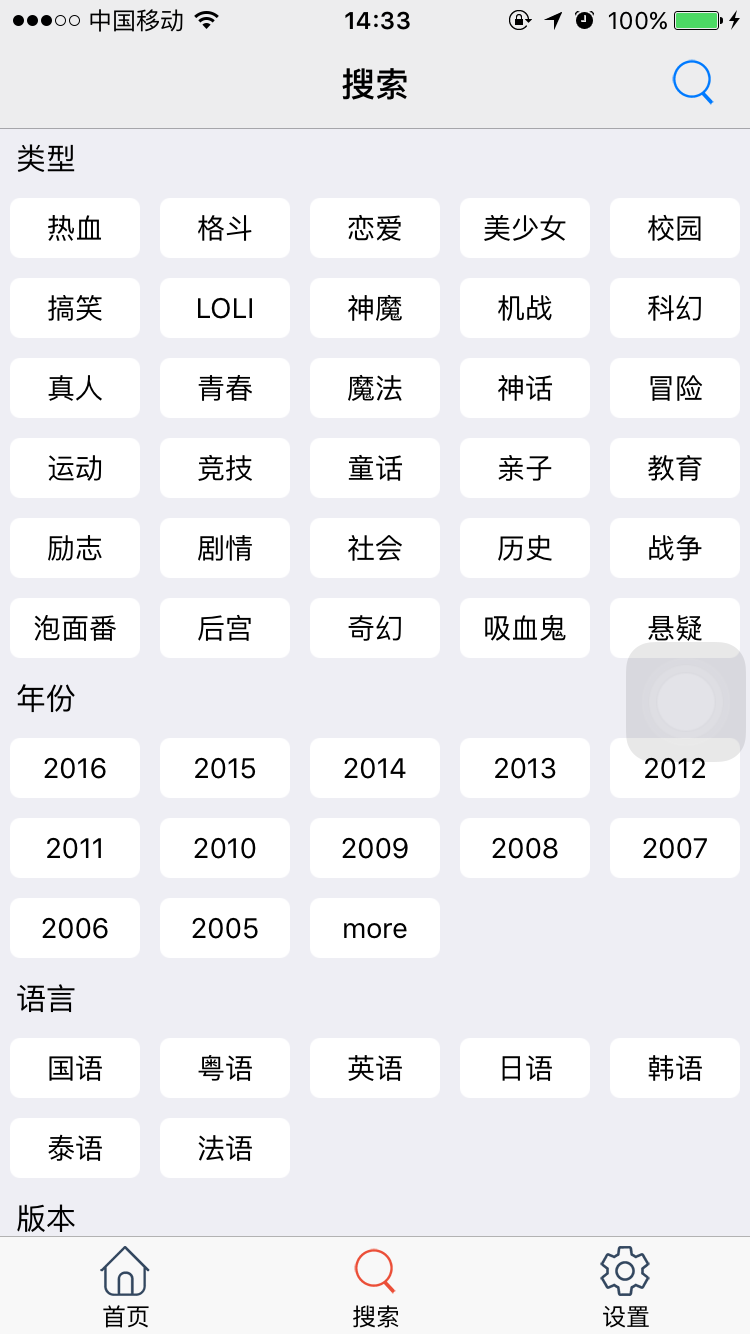 中国移动 14:33 100%
搜索
类型
热血 格斗 恋爱 美少女 校园
搞笑 LOLI 神魔 机战 科幻
真人 青春 魔法 神话 冒险
运动 竞技 童话 亲子 教育
励志 剧情 社会 历史 战争
泡面番 后宫 奇幻 吸血鬼 悬疑
年份
2016 2015 2014 2013 2012
2011 2010 2009 2008 2007
2006 2005 more
语言
国语 粤语 英语 日语 韩语
泰语 法语
版本
首页 搜索 设置